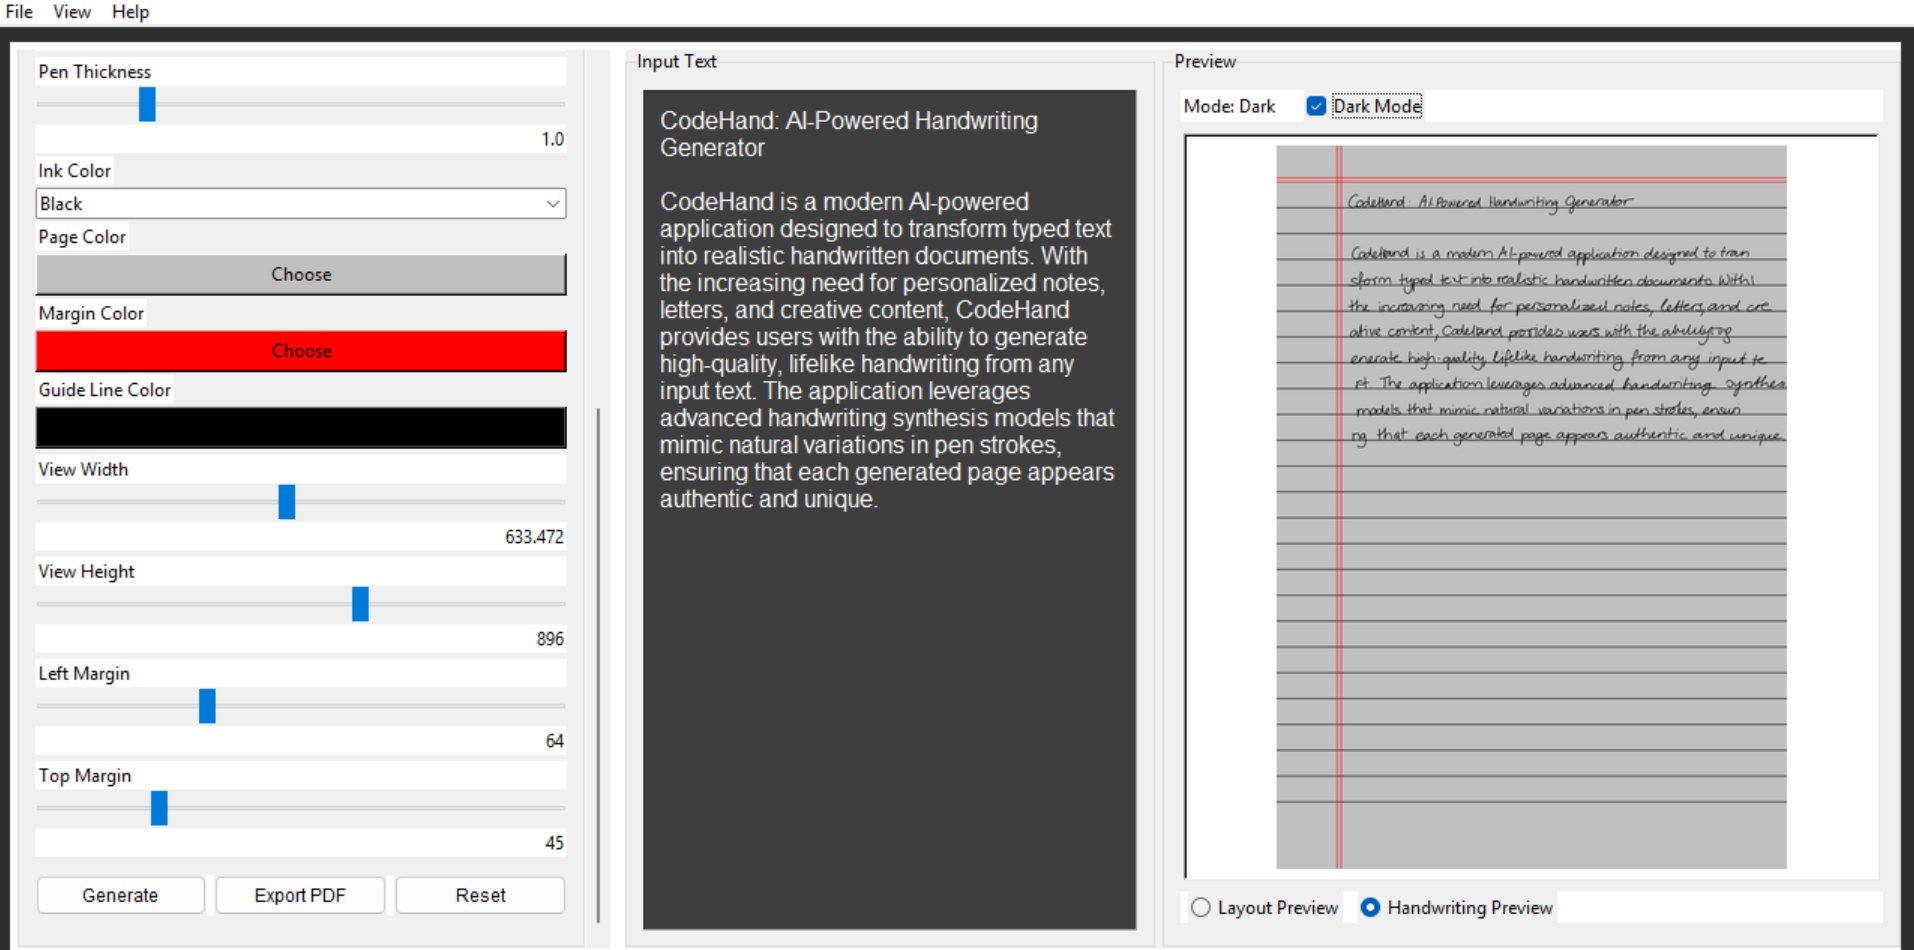 File View Help
Pen Thickness
1.0
Ink Color
Black
Page Color
Choose
Margin Color
Choose
Guide Line Color
View Width
633.472
View Height
896
Left Margin
64
Top Margin
45
Generate Export PDF Reset
Input Text
CodeHand: AI-Powered Handwriting
Generator
CodeHand is a modern AI-powered
application designed to transform typed text
into realistic handwritten documents. With
the increasing need for personalized notes,
letters, and creative content, CodeHand
provides users with the ability to generate
high-quality, lifelike handwriting from any
input text. The application leverages
advanced handwriting synthesis models that
mimic natural variations in pen strokes,
ensuring that each generated page appears
authentic and unique.
Preview
Mode: Dark Dark Mode
CodeHand: AI-Powered Handwriting Generator
CodeHand is a modern AI-powered application designed to tran
sform typed text into realistic handwritten documents. With
the increasing need for personalized notes, letters, and cre
ative content, CodeHand provides users with the ability to g
enerate high-quality, lifelike handwriting from any input te
xt. The application leverages advanced handwriting synthesi
models that mimic natural variations in pen strokes, ensuri
ng that each generated page appears authentic and unique
Layout Preview Handwriting Preview